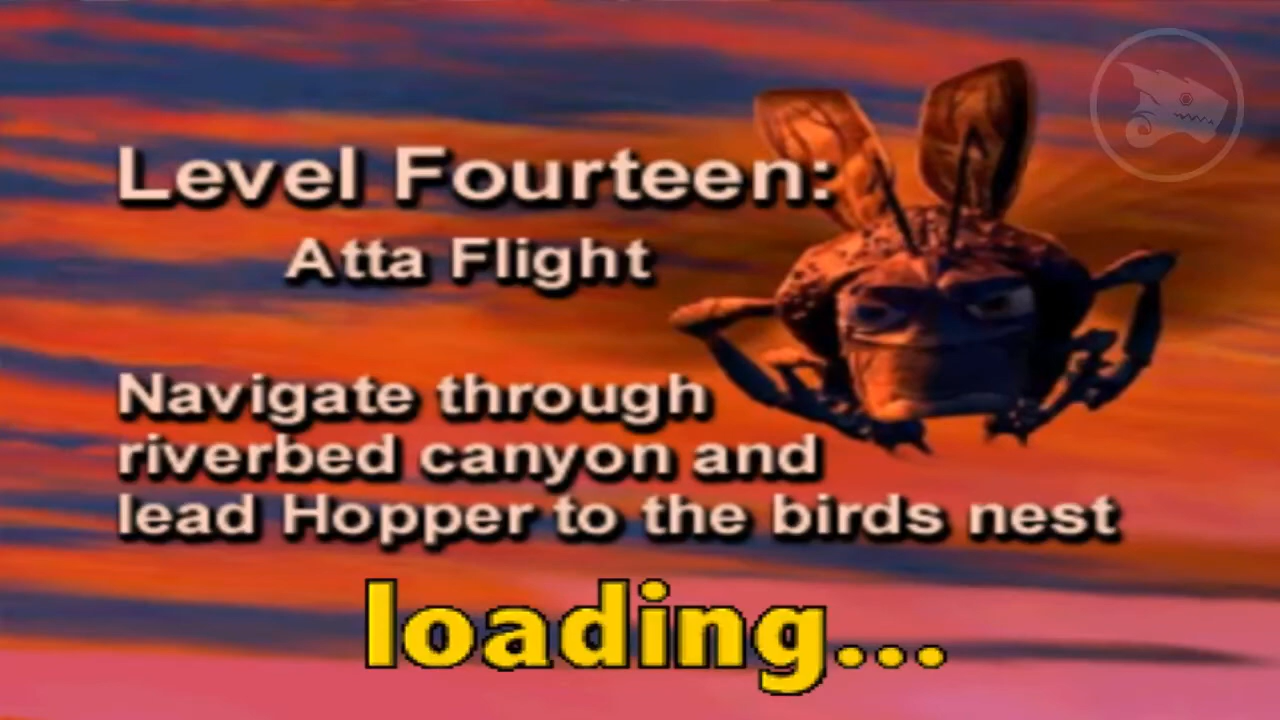 Level Fourteen:
Atta Flight
Navigate through
riverbed canyon and
lead Hopper to the birds nest
loading...